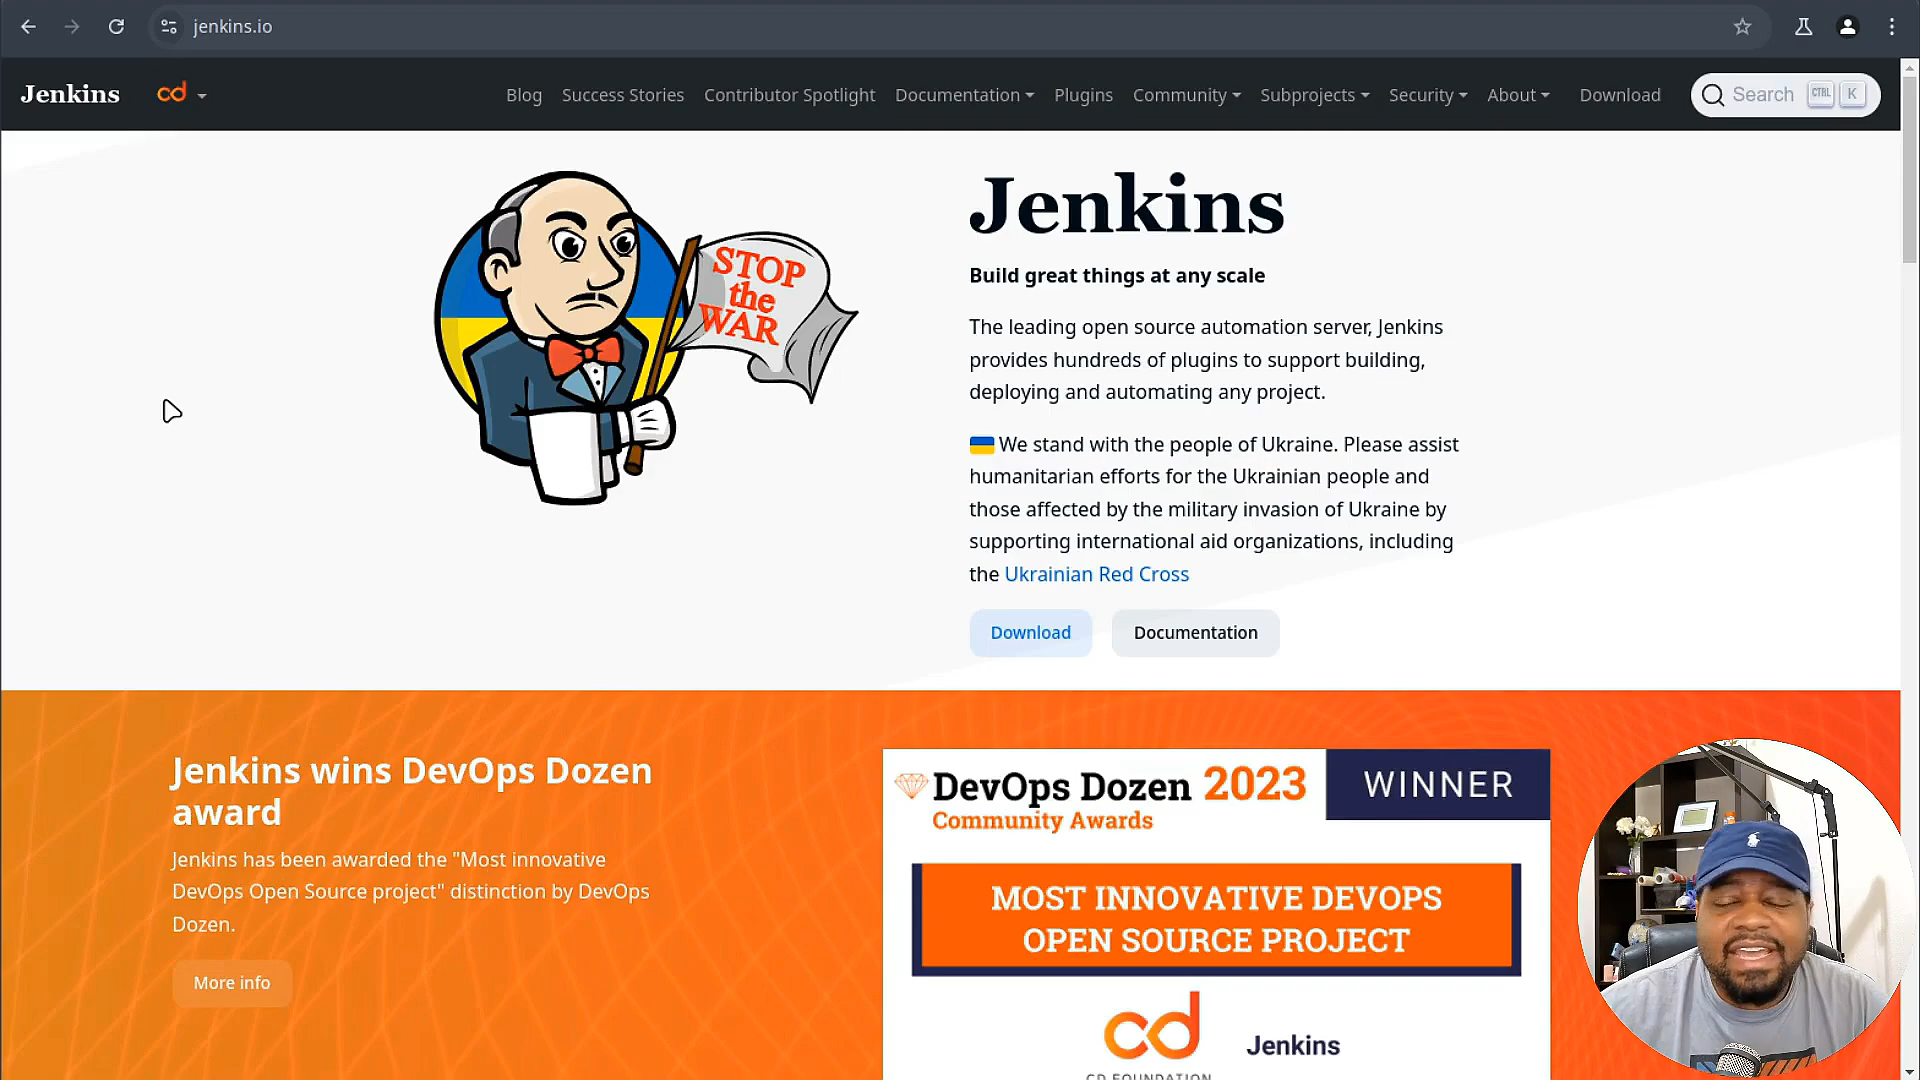 jenkins.io
Jenkins
cd
Blog Success Stories Contributor Spotlight Documentation Plugins Community Subprojects Security About Download
Search CTRL K
STOP
the
WAR
Jenkins
Build great things at any scale
The leading open source automation server, Jenkins
provides hundreds of plugins to support building,
deploying and automating any project.
We stand with the people of Ukraine. Please assist
humanitarian efforts for the Ukrainian people and
those affected by the military invasion of Ukraine by
supporting international aid organizations, including
the Ukrainian Red Cross
Download Documentation
Jenkins wins DevOps Dozen
award
Jenkins has been awarded the "Most innovative
DevOps Open Source project" distinction by DevOps
Dozen.
More info
DevOps Dozen 2023
Community Awards
WINNER
MOST INNOVATIVE DEVOPS
OPEN SOURCE PROJECT
cd
CD FOUNDATION
Jenkins